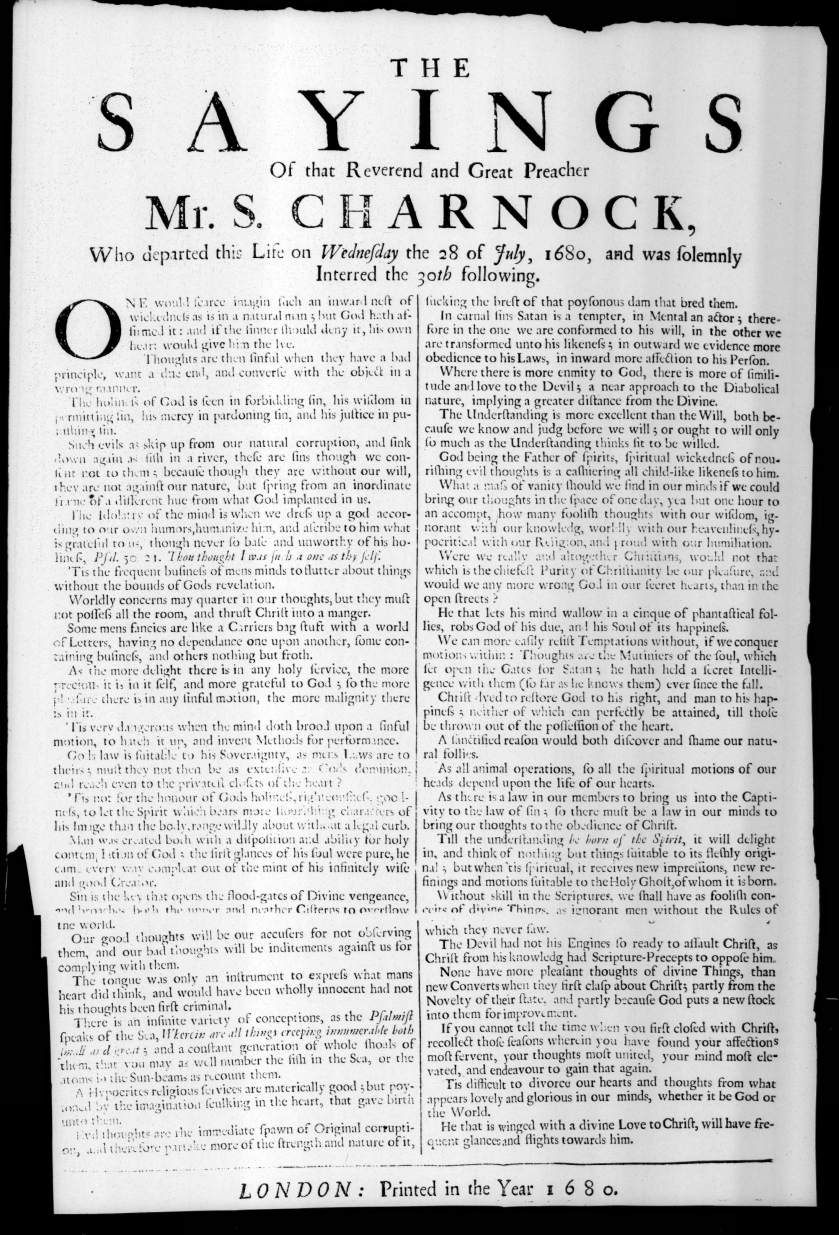 THE
SAYINGS
Of that Reverend and Great Preacher
Mr. S. CHARNOCK,
Who departed this Life on Wedneſday the 28 of July, 1680, and was ſolemnly
Interred the 30th following.
ONE would ſcarce imagin ſuch an inward neſt of
wickedneſs as is in a natural man; but God hath af-
firmed it: and if the ſinner ſhould deny it, his own
heart would give him the lye.
Thoughts are then ſinful when they have a bad
principle, want a due end, and converſe with the object in a
wrong manner.
The holineſs of God is ſeen in forbidding ſin, his wiſdom in
permitting ſin, his mercy in pardoning ſin, and his juſtice in pu-
niſhing ſin.
Such evils as skip up from our natural corruption, and ſink
down again as fiſh in a river, theſe are ſins though we con-
ſent not to them; becauſe though they are without our will,
they are not againſt our nature, but ſpring from an inordinate
frame of a different hue from what God implanted in us.
The Idolatry of the mind is when we dreſs up a god accor-
ding to our own humors, humanize him, and aſcribe to him what
is grateful to us, though never ſo baſe and unworthy of his ho-
lineſs, Pſal. 50 21. Thou thought I was ſuch a one as thy ſelf.
'Tis the frequent buſineſs of mens minds to flutter about things
without the bounds of Gods revelation.
Worldly concerns may quarter in our thoughts, but they muſt
not poſſeſs all the room, and thruſt Chriſt into a manger.
Some mens fancies are like a Carriers bag ſtuft with a world
of Letters, having no dependance one upon another, ſome con-
taining buſineſs, and others nothing but froth.
As the more delight there is in any holy ſervice, the more
precious it is in it ſelf, and more grateful to God; ſo the more
pleaſure there is in any ſinful motion, the more malignity there
is in it.
'Tis very dangerous when the mind doth brood upon a ſinful
motion, to hatch it up, and invent Methods for performance.
Gods law is ſuitable to his Soveraignty, as mens Laws are to
theirs; muſt they not then be as extenſive as Gods dominion,
and reach even to the privateſt cloſets of the heart?
'Tis not for the honour of Gods holineſs, righteouſneſs, good-
neſs, to let the Spirit which bears more flouriſhing characters of
his Image than the body, range wildly about without a legal curb.
Man was created both with a diſpoſition and ability for holy
contemplation of God; the firſt glances of his ſoul were pure, he
came every way compleat out of the mint of his infinitely wiſe
and good Creator.
Sin is the key that opens the flood-gates of Divine vengeance,
and broaches both the upper and neather Ciſterns to overflow
the world.
Our good thoughts will be our accuſers for not obſerving
them, and our bad thoughts will be inditements againſt us for
complying with them.
The tongue was only an inſtrument to expreſs what mans
heart did think, and would have been wholly innocent had not
his thoughts been firſt criminal.
There is an infinite variety of conceptions, as the Pſalmiſt
ſpeaks of the Sea, Wherein are all things creeping innumerable both
ſmall and great; and a conſtant generation of whole ſhoals of
them, that you may as well number the fiſh in the Sea, or the
atoms in the Sun-beams as recount them.
A Hypocrites religious ſervices are materically good; but poy-
ſoned by the imagination ſculking in the heart, that gave birth
unto them.
Evil thoughts are the immediate ſpawn of Original corrupti-
on, and therefore partake more of the ſtrength and nature of it,
ſucking the breſt of that poyſonous dam that bred them.
In carnal ſins Satan is a tempter, in Mental an actor; there-
fore in the one we are conformed to his will, in the other we
are transformed unto his likeneſs; in outward we evidence more
obedience to his Laws, in inward more affection to his Perſon.
Where there is more enmity to God, there is more of ſimili-
tude and love to the Devil; a near approach to the Diabolical
nature, implying a greater diſtance from the Divine.
The Underſtanding is more excellent than the Will, both be-
cauſe we know and judg before we will; or ought to will only
ſo much as the Underſtanding thinks fit to be willed.
God being the Father of ſpirits, ſpiritual wickedneſs of nou-
riſhing evil thoughts is a caſhiering all child-like likeneſs to him.
What a maſs of vanity ſhould we find in our minds if we could
bring our thoughts in the ſpace of one day, yea but one hour to
an accompt, how many fooliſh thoughts with our wiſdom, ig-
norant with our knowledg, worldly with our heavenlineſs, hy-
pocritical with our Religion, and proud with our humiliation.
Were we really and altogether Chriſtians, would not that
which is the chiefeſt Purity of Chriſtianity be our pleaſure, and
would we any more wrong God in our ſecret hearts, than in the
open ſtreets?
He that lets his mind wallow in a cinque of phantaſtical fol-
lies, robs God of his due, and his Soul of its happineſs.
We can more eaſily reſiſt Temptations without, if we conquer
motions within: Thoughts are the Mutiniers of the ſoul, which
ſet open the Gates for Satan; he hath held a ſecret Intelli-
gence with them (ſo far as he knows them) ever ſince the fall.
Chriſt dyed to reſtore God to his right, and man to his hap-
pineſs; neither of which can perfectly be attained, till thoſe
be thrown out of the poſſeſſion of the heart.
A ſanctified reaſon would both diſcover and ſhame our natu-
ral follies.
As all animal operations, ſo all the ſpiritual motions of our
heads depend upon the life of our hearts.
As there is a law in our members to bring us into the Capti-
vity to the law of ſin; ſo there muſt be a law in our minds to
bring our thoughts to the obedience of Chriſt.
Till the underſtanding be born of the Spirit, it will delight
in, and think of nothing but things ſuitable to its fleſhly origi-
nal; but when 'tis ſpiritual, it receives new impreſſions, new re-
finings and motions ſuitable to the Holy Ghoſt, of whom it is born.
Without skill in the Scriptures, we ſhall have as fooliſh con-
ceits of divine Things, as ignorant men without the Rules of
which they never ſaw.
The Devil had not his Engines ſo ready to aſſault Chriſt, as
Chriſt from his knowledg had Scripture-Precepts to oppoſe him.
None have more pleaſant thoughts of divine Things, than
new Converts when they firſt claſp about Chriſt; partly from the
Novelty of their ſtate, and partly becauſe God puts a new ſtock
into them for improvement.
If you cannot tell the time when you firſt cloſed with Chriſt,
recollect thoſe ſeaſons wherein you have found your affections
moſt fervent, your thoughts moſt united, your mind moſt ele-
vated, and endeavour to gain that again.
Tis difficult to divorce our hearts and thoughts from what
appears lovely and glorious in our minds, whether it be God or
the World.
He that is winged with a divine Love to Chriſt, will have fre-
quent glances and flights towards him.
LONDON: Printed in the Year 1680.